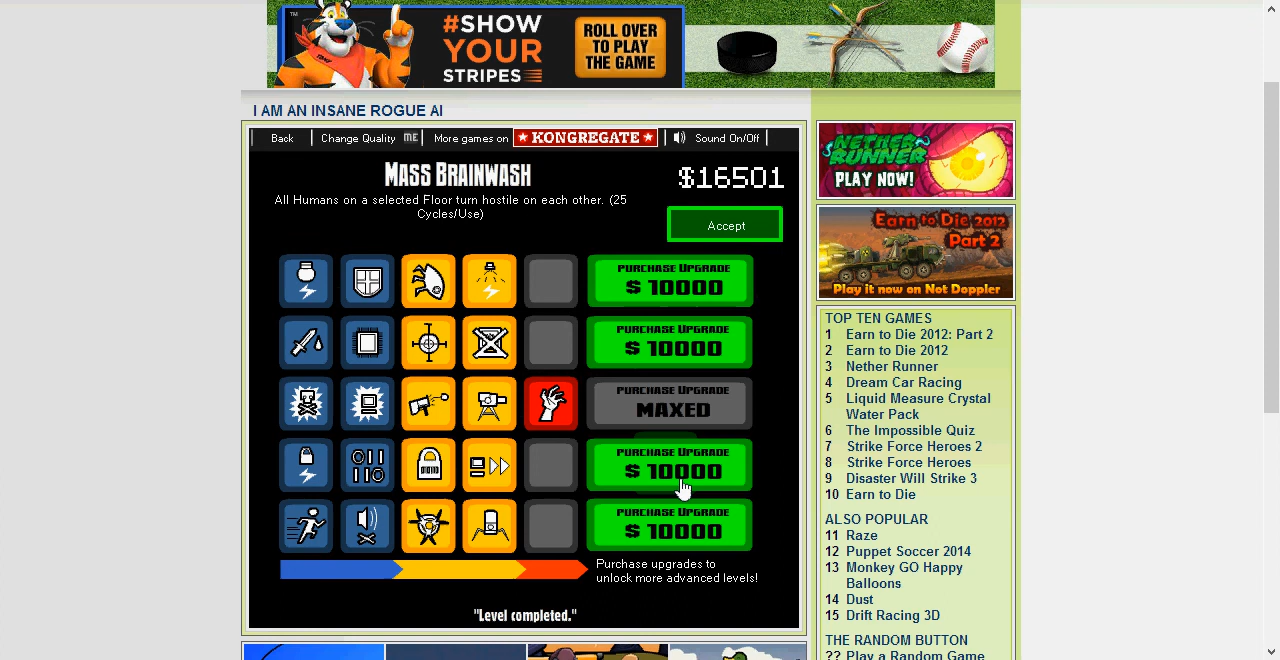 TM
#SHOW
YOUR
STRIPES
ROLL OVER
TO PLAY
THE GAME
TONY
I AM AN INSANE ROGUE AI
Back
Change Quality
ME
More games on
KONGREGATE
Sound On/Off
MASS BRAINWASH
$16501
All Humans on a selected Floor turn hostile on each other. (25
Cycles/Use)
Accept
PURCHASE UPGRADE
$ 10000
PURCHASE UPGRADE
$ 10000
PURCHASE UPGRADE
MAXED
PURCHASE UPGRADE
$ 10000
PURCHASE UPGRADE
$ 10000
Purchase upgrades to
unlock more advanced levels!
"Level completed."
NETHER
RUNNER
PLAY NOW!
Earn to Die 2012
Part 2
Play it now on Not Doppler
TOP TEN GAMES
1 Earn to Die 2012: Part 2
2 Earn to Die 2012
3 Nether Runner
4 Dream Car Racing
5 Liquid Measure Crystal
Water Pack
6 The Impossible Quiz
7 Strike Force Heroes 2
8 Strike Force Heroes
9 Disaster Will Strike 3
10 Earn to Die
ALSO POPULAR
11 Raze
12 Puppet Soccer 2014
13 Monkey GO Happy
Balloons
14 Dust
15 Drift Racing 3D
THE RANDOM BUTTON
?? Play a Random Game